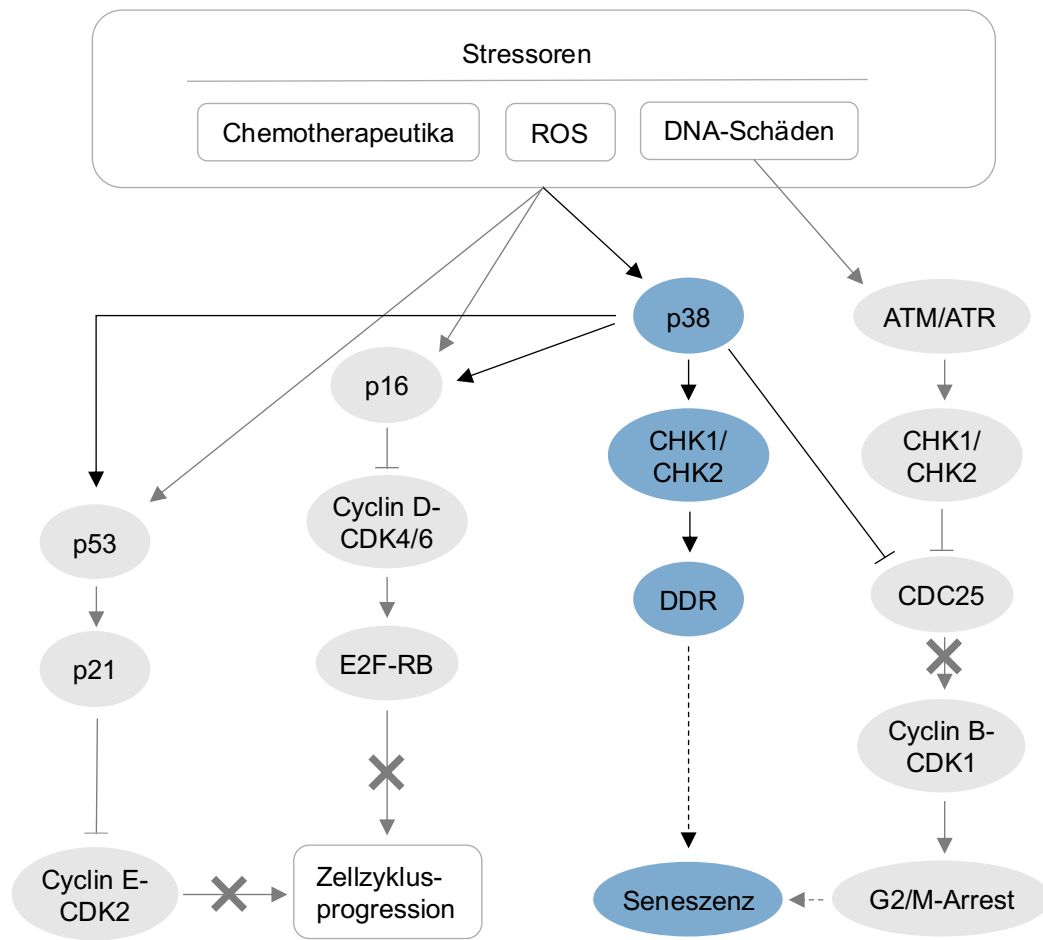 Stressoren
Chemotherapeutika
ROS
DNA-Schäden
p38
ATM/ATR
p16
CHK1/
CHK2
CHK1/
CHK2
Cyclin D-
CDK4/6
p53
DDR
CDC25
p21
E2F-RB
Cyclin B-
CDK1
Cyclin E-
CDK2
Zellzyklus-
progression
Seneszenz
G2/M-Arrest